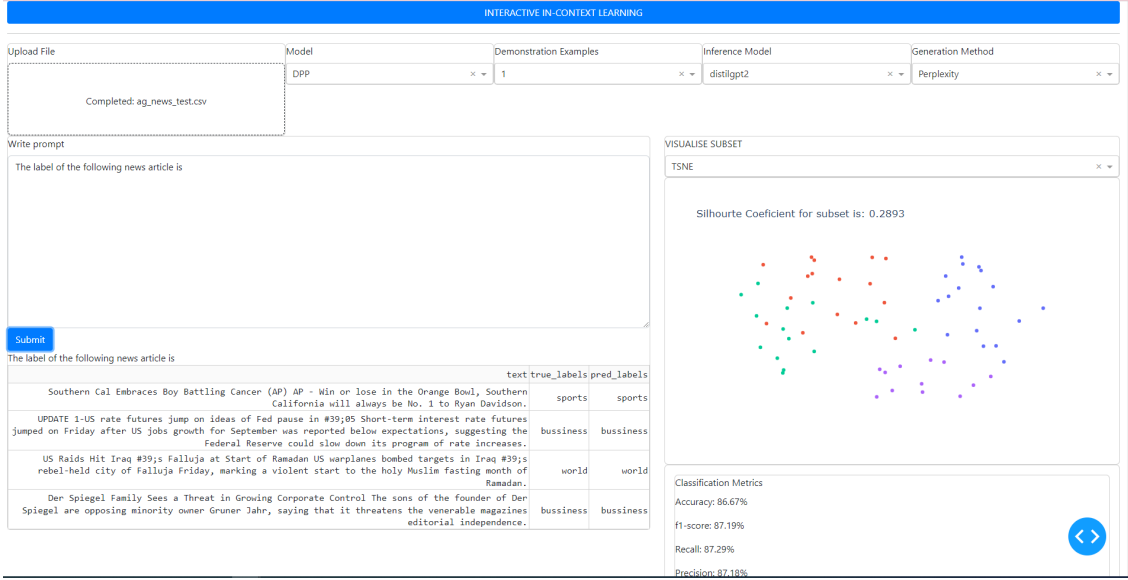 INTERACTIVE IN-CONTEXT LEARNING
Upload File
Model
Demonstration Examples
Inference Model
Generation Method
DPP
1
distilgpt2
Perplexity
Completed: ag_news_test.csv
Write prompt
The label of the following news article is
Submit
The label of the following news article is
text true_labels pred_labels
Southern Cal Embraces Boy Battling Cancer (AP) AP - Win or lose in the Orange Bowl, Southern
California will always be No. 1 to Ryan Davidson.
sports
sports
UPDATE 1-US rate futures jump on ideas of Fed pause in #39;05 Short-term interest rate futures
jumped on Friday after US jobs growth for September was reported below expectations, suggesting the
Federal Reserve could slow down its program of rate increases.
bussiness
bussiness
US Raids Hit Iraq #39;s Falluja at Start of Ramadan US warplanes bombed targets in Iraq #39;s
rebel-held city of Falluja Friday, marking a violent start to the holy Muslim fasting month of
Ramadan.
world
world
Der Spiegel Family Sees a Threat in Growing Corporate Control The sons of the founder of Der
Spiegel are opposing minority owner Gruner Jahr, saying that it threatens the venerable magazines
editorial independence.
bussiness
bussiness
VISUALISE SUBSET
TSNE
Silhourte Coeficient for subset is: 0.2893
Classification Metrics
Accuracy: 86.67%
f1-score: 87.19%
Recall: 87.29%
Precision: 87.18%